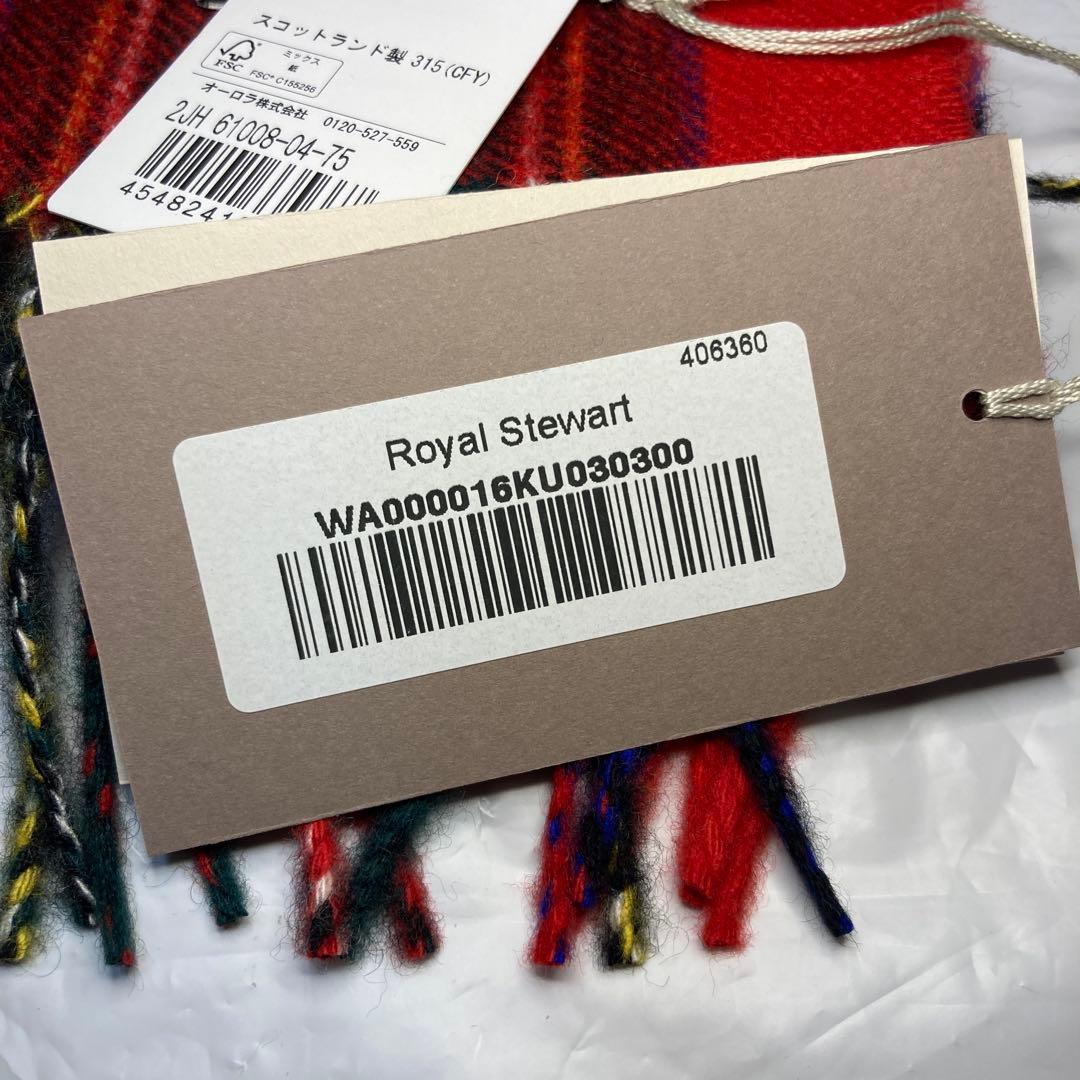 スコットランド製 315(CFY)
FSC
ミックス
紙
FSC® C155256
オーロラ株式会社 0120-527-559
2JH 61008-04-75
4548241
406360
Royal Stewart
WA000016KU030300